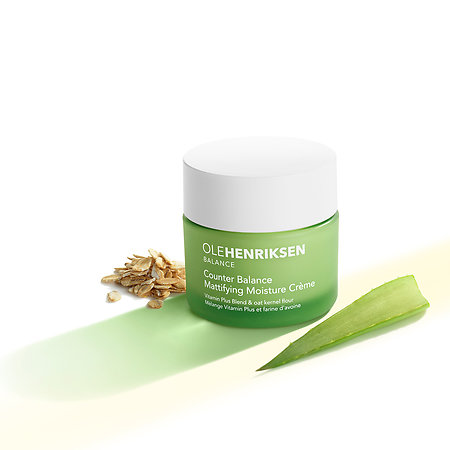 OLEHENRIKSEN
BALANCE
Counter Balance
Mattifying Moisture Crème
Vitamin Plus Blend & oat kernel flour
Mélange Vitamin Plus et farine d'avoine